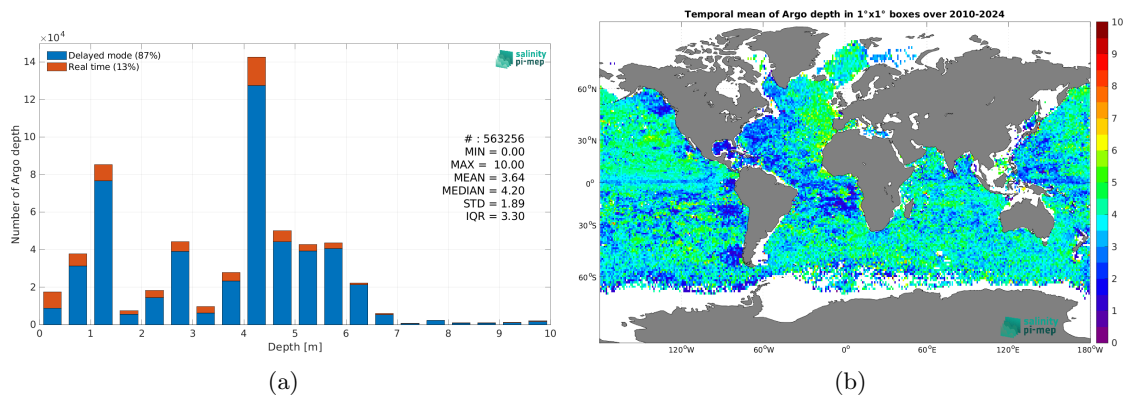 ×10⁴
Delayed mode (87%)
Real time (13%)
salinity
pi-mep
14
12
10
8
6
4
2
0
Number of Argo depth
# : 563256
MIN = 0.00
MAX = 10.00
MEAN = 3.64
MEDIAN = 4.20
STD = 1.89
IQR = 3.30
0 1 2 3 4 5 6 7 8 9 10
Depth [m]
(a)
Temporal mean of Argo depth in 1°x1° boxes over 2010-2024
60°N
30°N
0°
30°S
60°S
120°W 60°W 0° 60°E 120°E 180°W
salinity
pi-mep
10
9
8
7
6
5
4
3
2
1
0
(b)